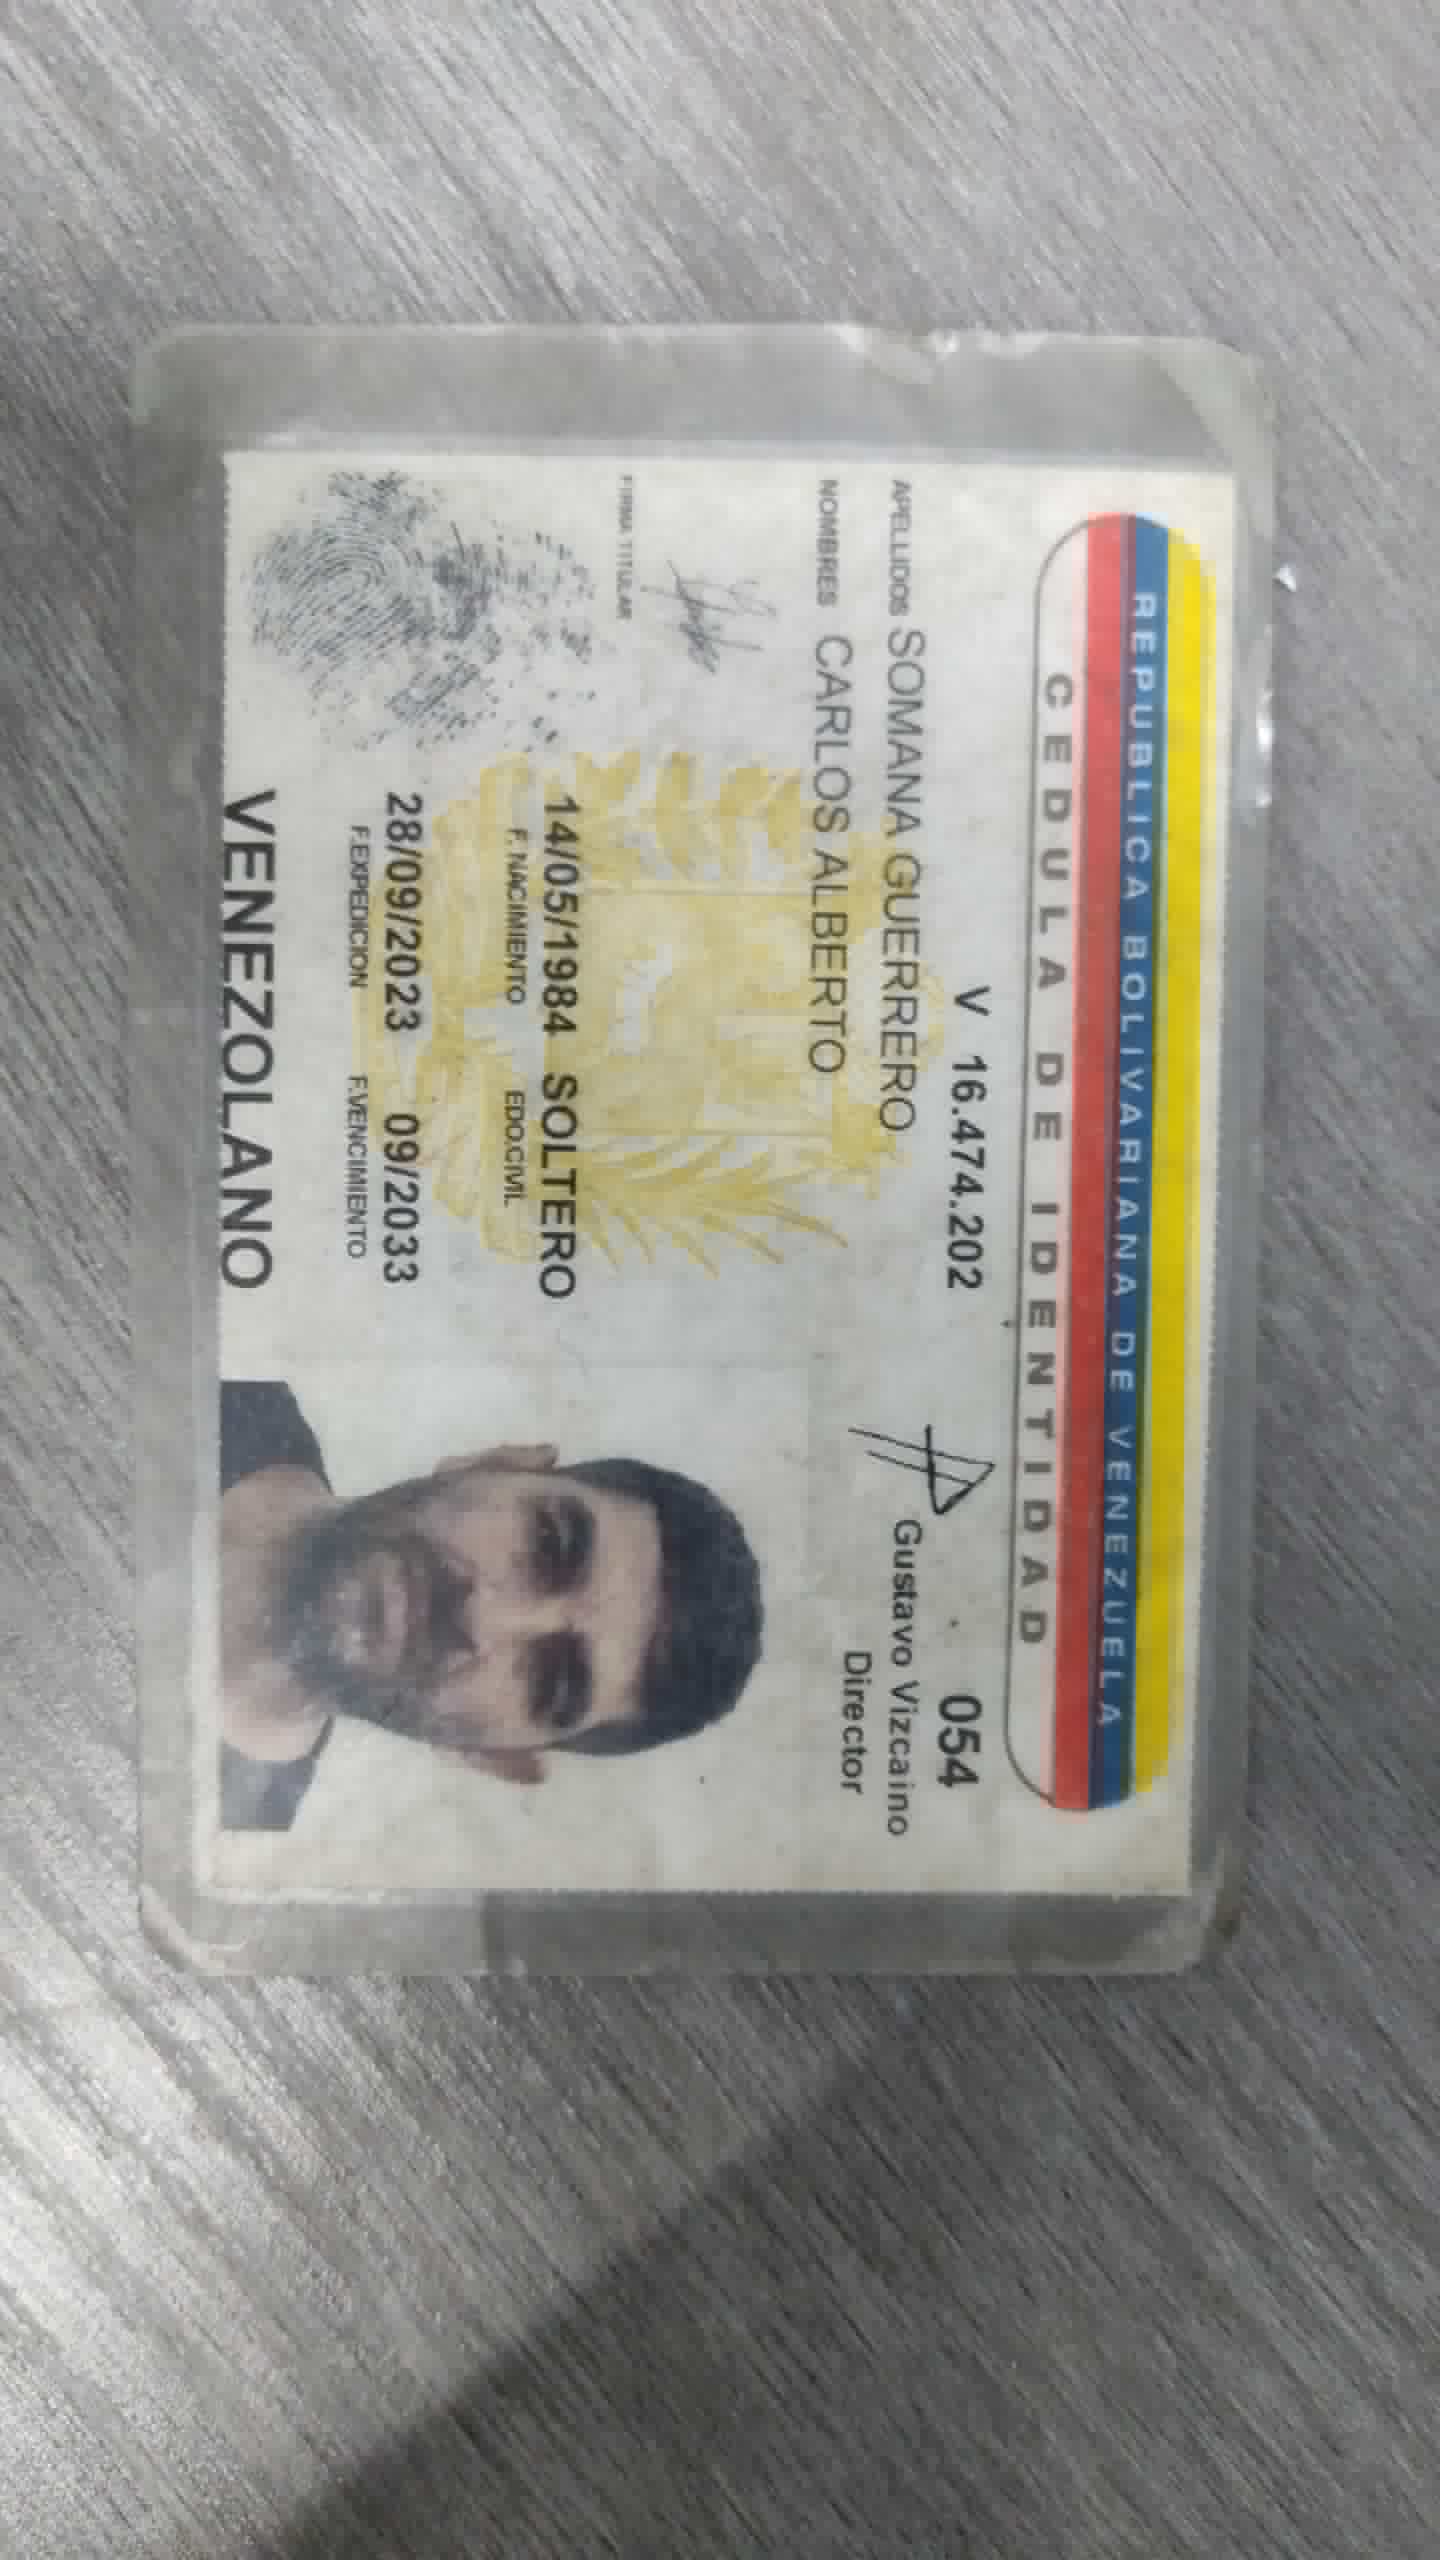 REPUBLICA BOLIVARIANA DE VENEZUELA
CEDULA DE IDENTIDAD
V 16.474.202 054
APELLIDOS SOMANA GUERRERO
Gustavo Vizcaino
NOMBRES CARLOS ALBERTO
Director
FIRMA TITULAR
14/05/1984 SOLTERO
F. NACIMIENTO EDO.CIVIL
28/09/2023 09/2033
F.EXPEDICION F.VENCIMIENTO
VENEZOLANO